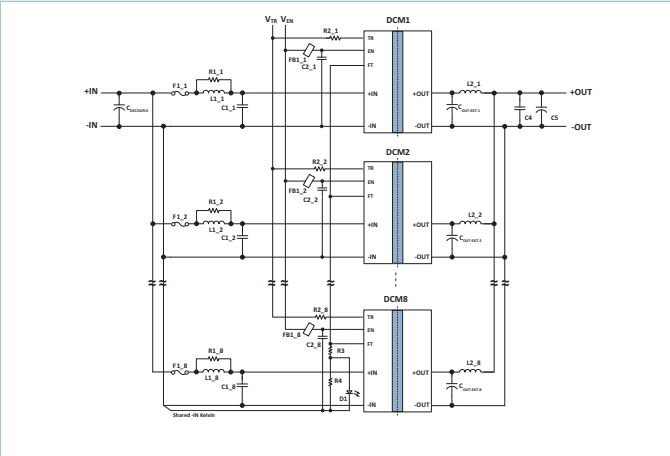 VTR VEN
DCM1
R2_1
TR
EN
FB1_1
C2_1
FT
R1_1
F1_1
L1_1
+IN
CDECOUPLE
C1_1
+IN
+OUT
L2_1
COUT-EXT-1
C4
C5
+OUT
-IN
-IN
-OUT
-OUT
DCM2
R2_2
TR
EN
FB1_2
C2_2
FT
R1_2
F1_2
L1_2
C1_2
+IN
+OUT
L2_2
COUT-EXT-2
-IN
-OUT
DCM8
R2_8
TR
EN
FB1_8
C2_8
FT
R3
R1_8
F1_8
L1_8
C1_8
+IN
R4
D1
+OUT
L2_8
COUT-EXT-8
-IN
-OUT
Shared -IN Kelvin